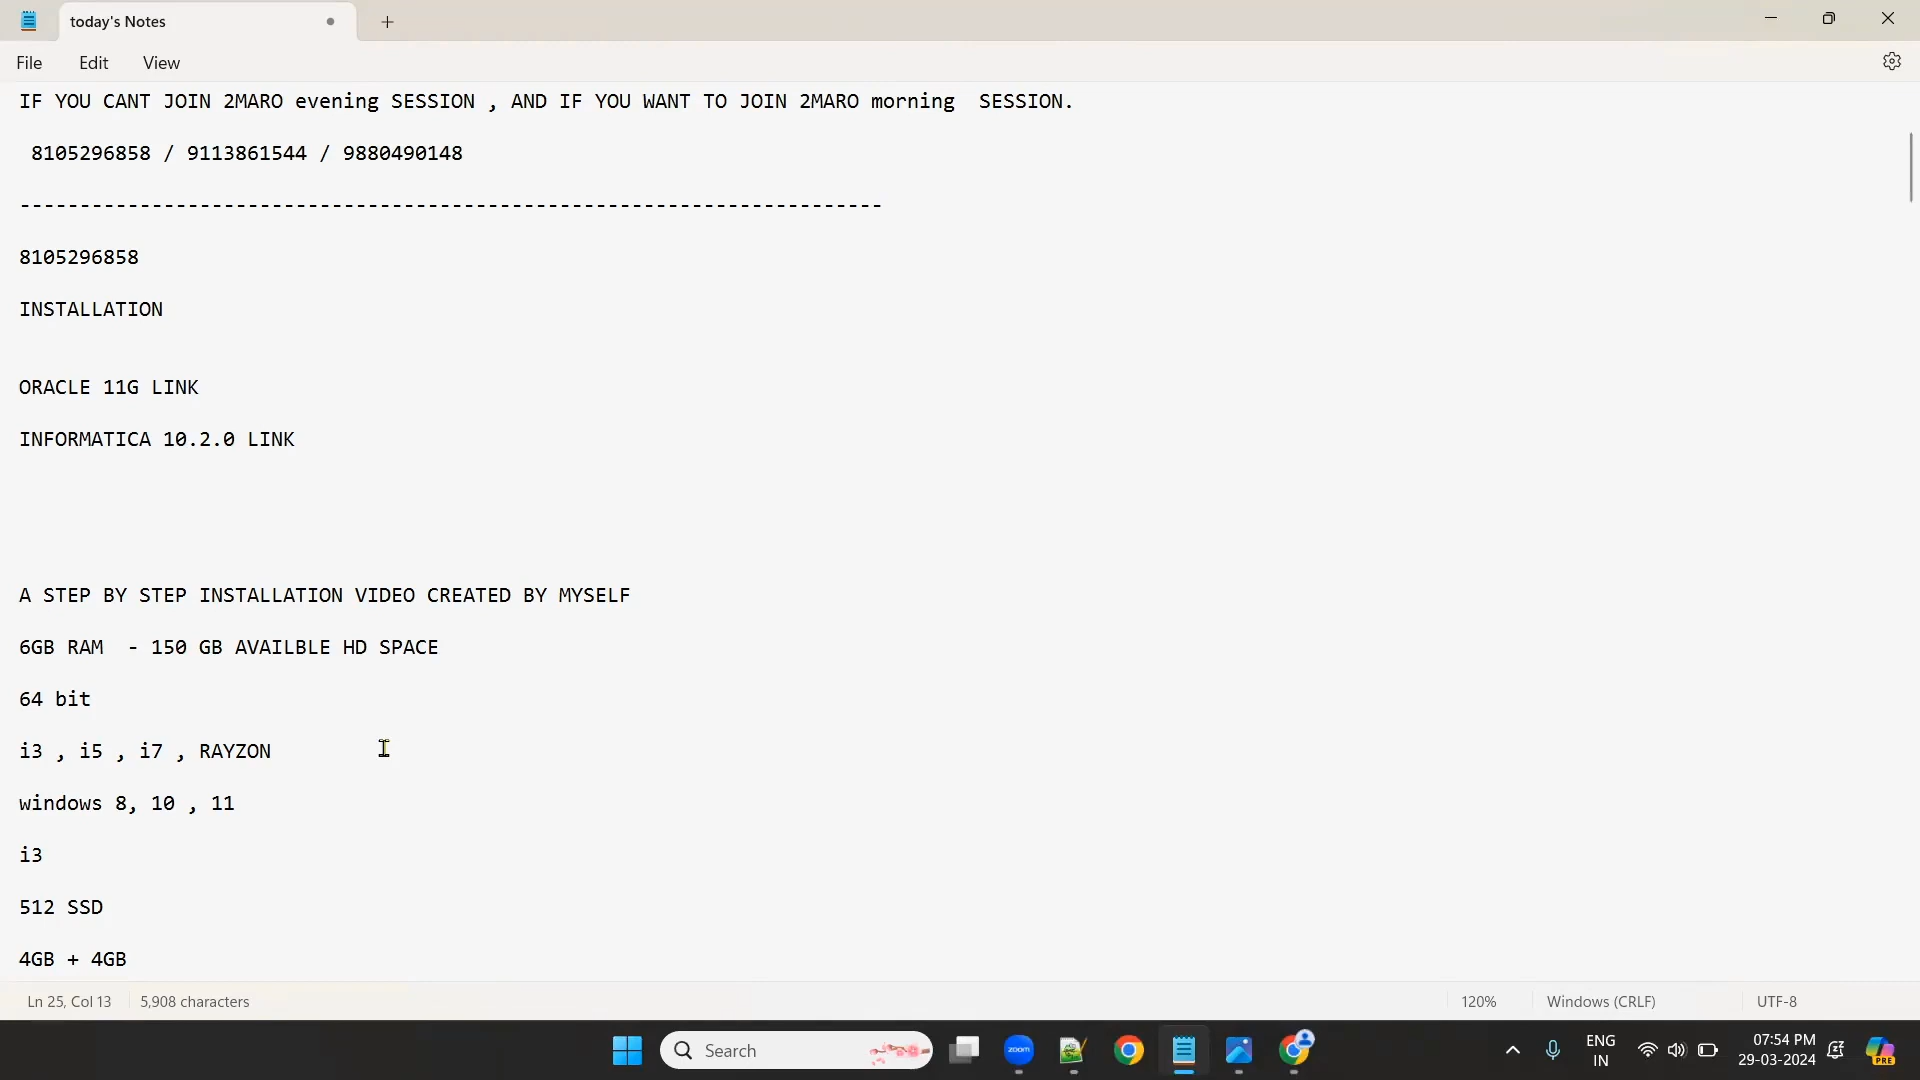 today's Notes
File Edit View
IF YOU CANT JOIN 2MARO evening SESSION , AND IF YOU WANT TO JOIN 2MARO morning  SESSION.
8105296858 / 9113861544 / 9880490148
------------------------------------------------------------------------
8105296858
INSTALLATION
ORACLE 11G LINK
INFORMATICA 10.2.0 LINK
A STEP BY STEP INSTALLATION VIDEO CREATED BY MYSELF
6GB RAM  - 150 GB AVAILBLE HD SPACE
64 bit
i3 , i5 , i7 , RAYZON
windows 8, 10 , 11
i3
512 SSD
4GB + 4GB
Ln 25, Col 13 5,908 characters 120% Windows (CRLF) UTF-8
Search zoom ENG 07:54 PM
IN 29-03-2024 PRE